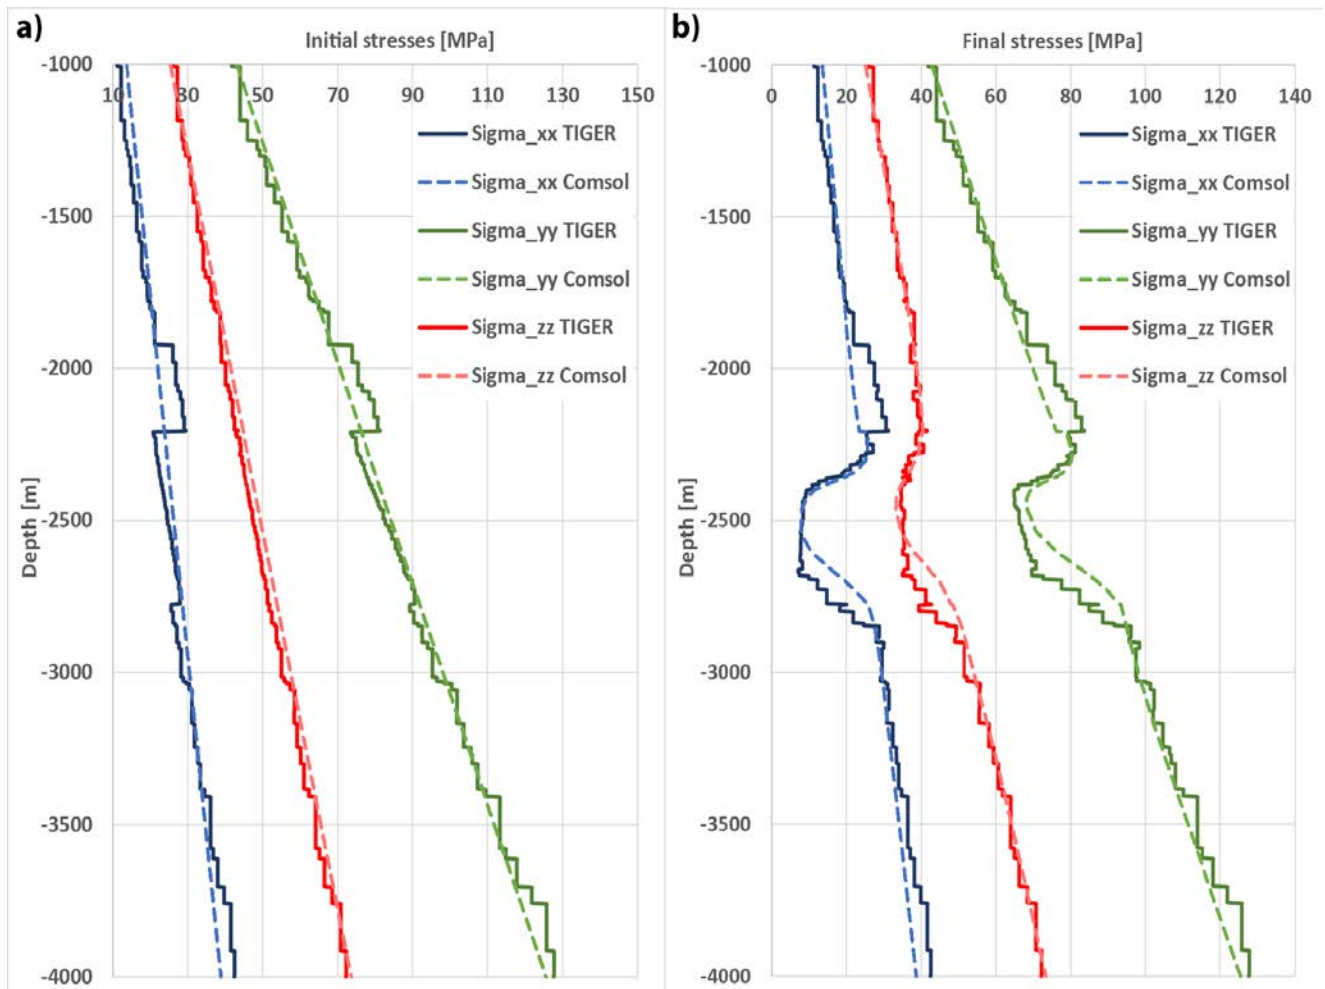 a)
Initial stresses [MPa]
-1000
10 30 50 70 90 110 130 150
Sigma_xx TIGER
Sigma_xx Comsol
Sigma_yy TIGER
Sigma_yy Comsol
Sigma_zz TIGER
Sigma_zz Comsol
-1500
-2000
-2500
-3000
-3500
-4000
Depth [m]
b)
Final stresses [MPa]
-1000
0 20 40 60 80 100 120 140
Sigma_xx TIGER
Sigma_xx Comsol
Sigma_yy TIGER
Sigma_yy Comsol
Sigma_zz TIGER
Sigma_zz Comsol
-1500
-2000
-2500
-3000
-3500
-4000
Depth [m]